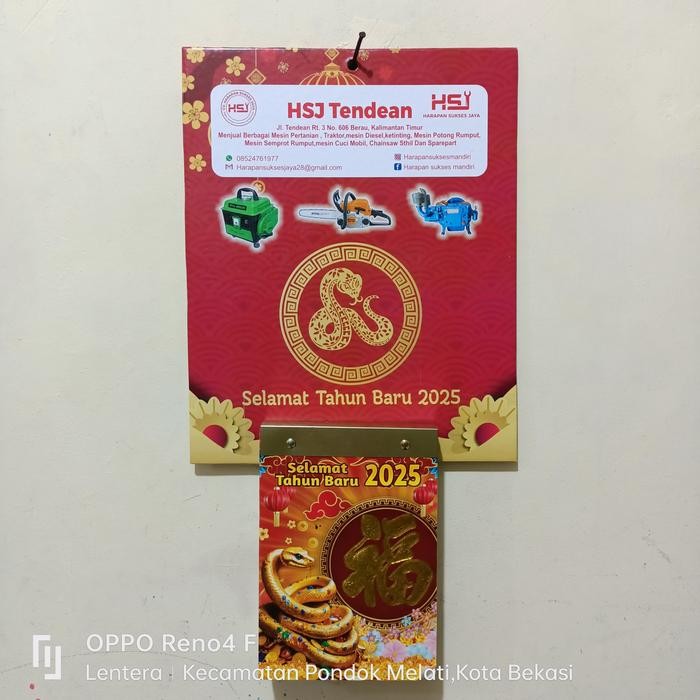 HSJ
HSJ Tendean
HSJ
HARAPAN SUKSES JAYA
Jl. Tendean Rt. 3 No. 606 Berau, Kalimantan Timur
Menjual Berbagai Mesin Pertanian , Traktor,mesin Diesel,ketinting, Mesin Potong Rumput,
Mesin Semprot Rumput,mesin Cuci Mobil, Chainsaw Sthil Dan Sparepart
08524761977
Harapansuksesmandiri
Harapansuksesjaya28@gmail.com
Harapan sukses mandiri
Selamat Tahun Baru 2025
Selamat
Tahun Baru 2025
福
OPPO Reno4 F
Lentera | Kecamatan Pondok Melati,Kota Bekasi